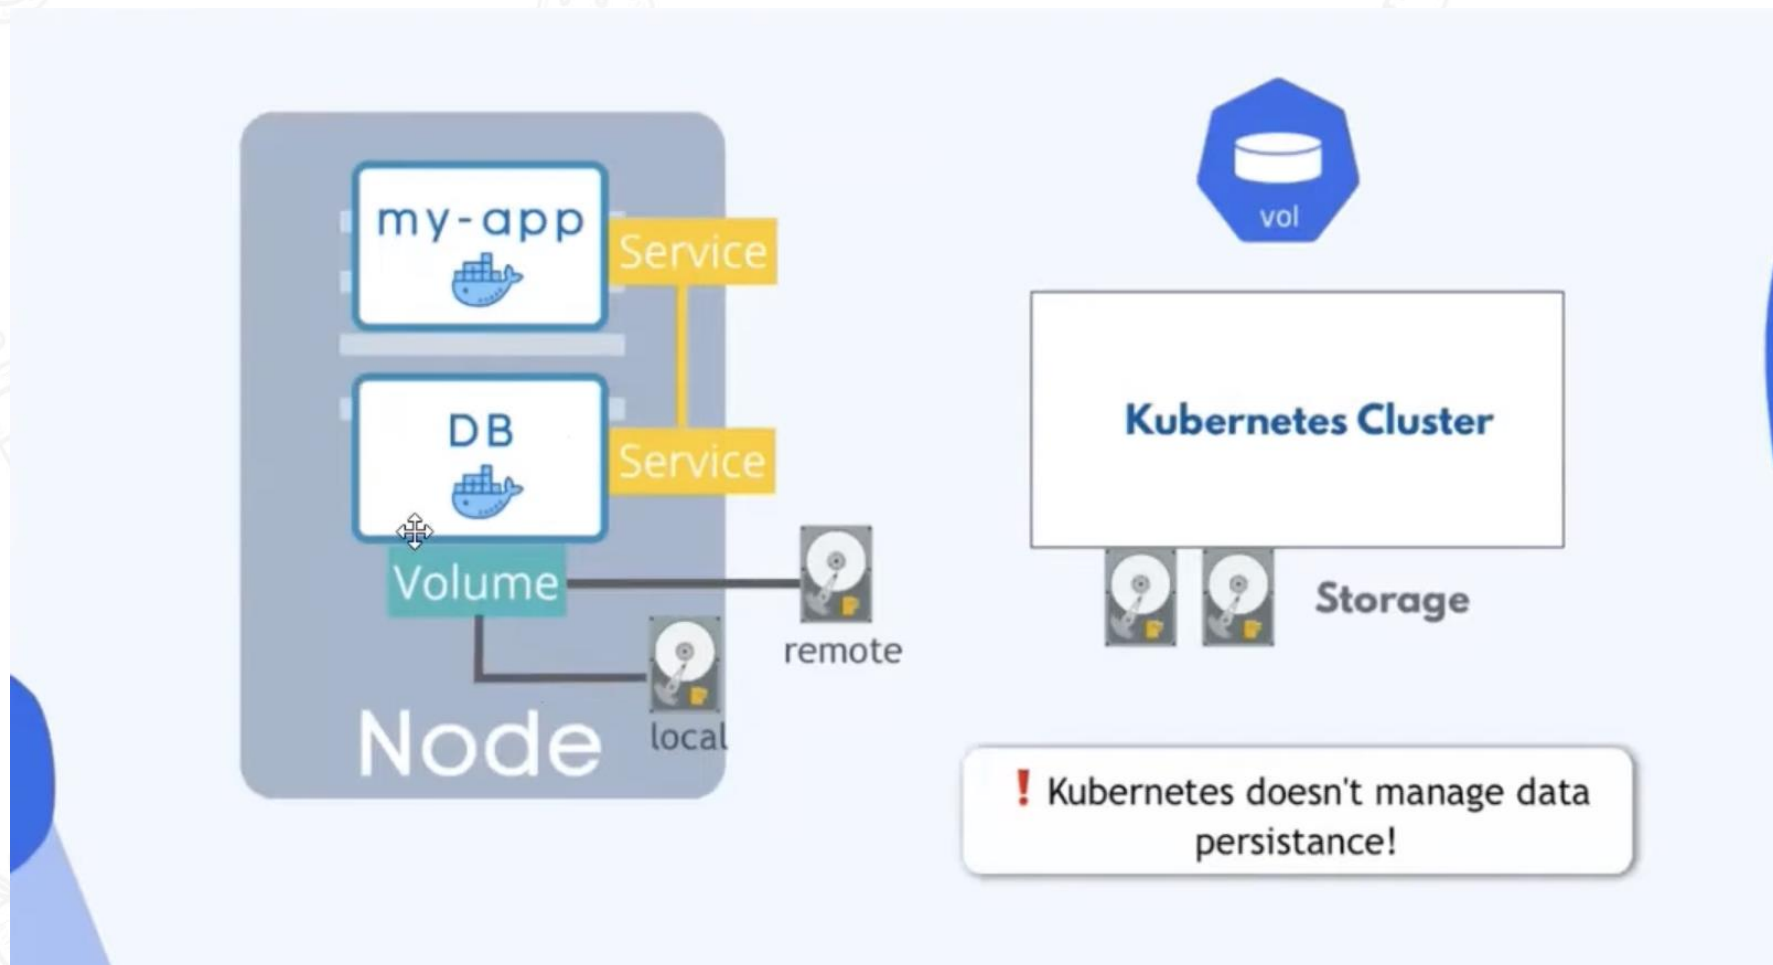 my-app
Service
DB
Service
Volume
remote
local
Node
vol
Kubernetes Cluster
Storage
❗ Kubernetes doesn't manage data
persistance!